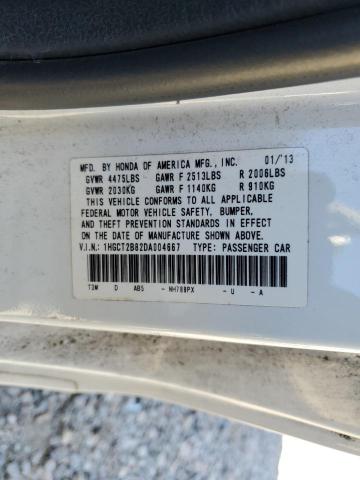 MFD. BY HONDA OF AMERICA MFG., INC. 01/'13
GVWR 4475LBS GAWR F 2513LBS R 2006LBS
GVWR 2030KG GAWR F 1140KG R 910KG
THIS VEHICLE CONFORMS TO ALL APPLICABLE
FEDERAL MOTOR VEHICLE SAFETY, BUMPER,
AND THEFT PREVENTION STANDARDS IN EFFECT
ON THE DATE OF MANUFACTURE SHOWN ABOVE.
V.I.N.: 1HGCT2B82DA004667 TYPE: PASSENGER CAR
T3M D AB5 - NH788PX - U - A